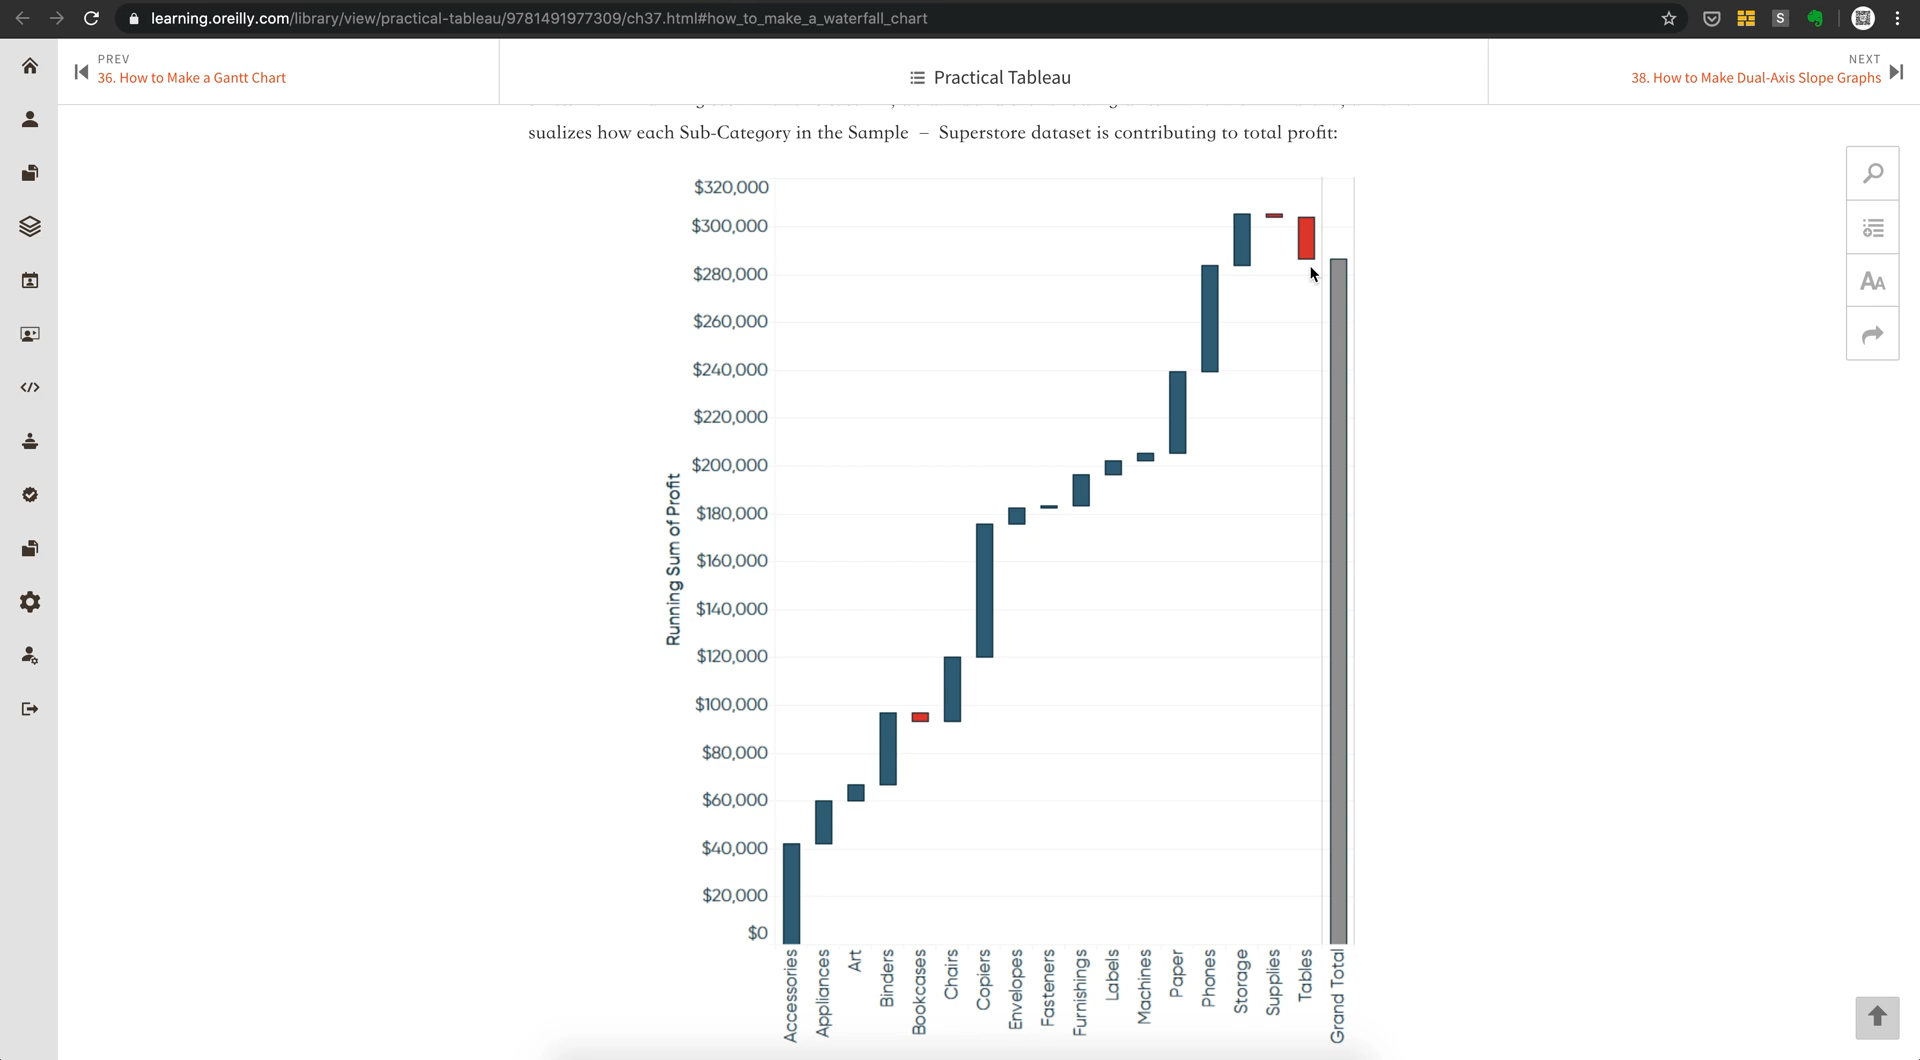 learning.oreilly.com/library/view/practical-tableau/9781491977309/ch37.html#how_to_make_a_waterfall_chart
S
PREV
36. How to Make a Gantt Chart
Practical Tableau
NEXT
38. How to Make Dual-Axis Slope Graphs
sualizes how each Sub-Category in the Sample – Superstore dataset is contributing to total profit:
AA
Running Sum of Profit
$320,000
$300,000
$280,000
$260,000
$240,000
$220,000
$200,000
$180,000
$160,000
$140,000
$120,000
$100,000
$80,000
$60,000
$40,000
$20,000
$0
Accessories
Appliances
Art
Binders
Bookcases
Chairs
Copiers
Envelopes
Fasteners
Furnishings
Labels
Machines
Paper
Phones
Storage
Supplies
Tables
Grand Total